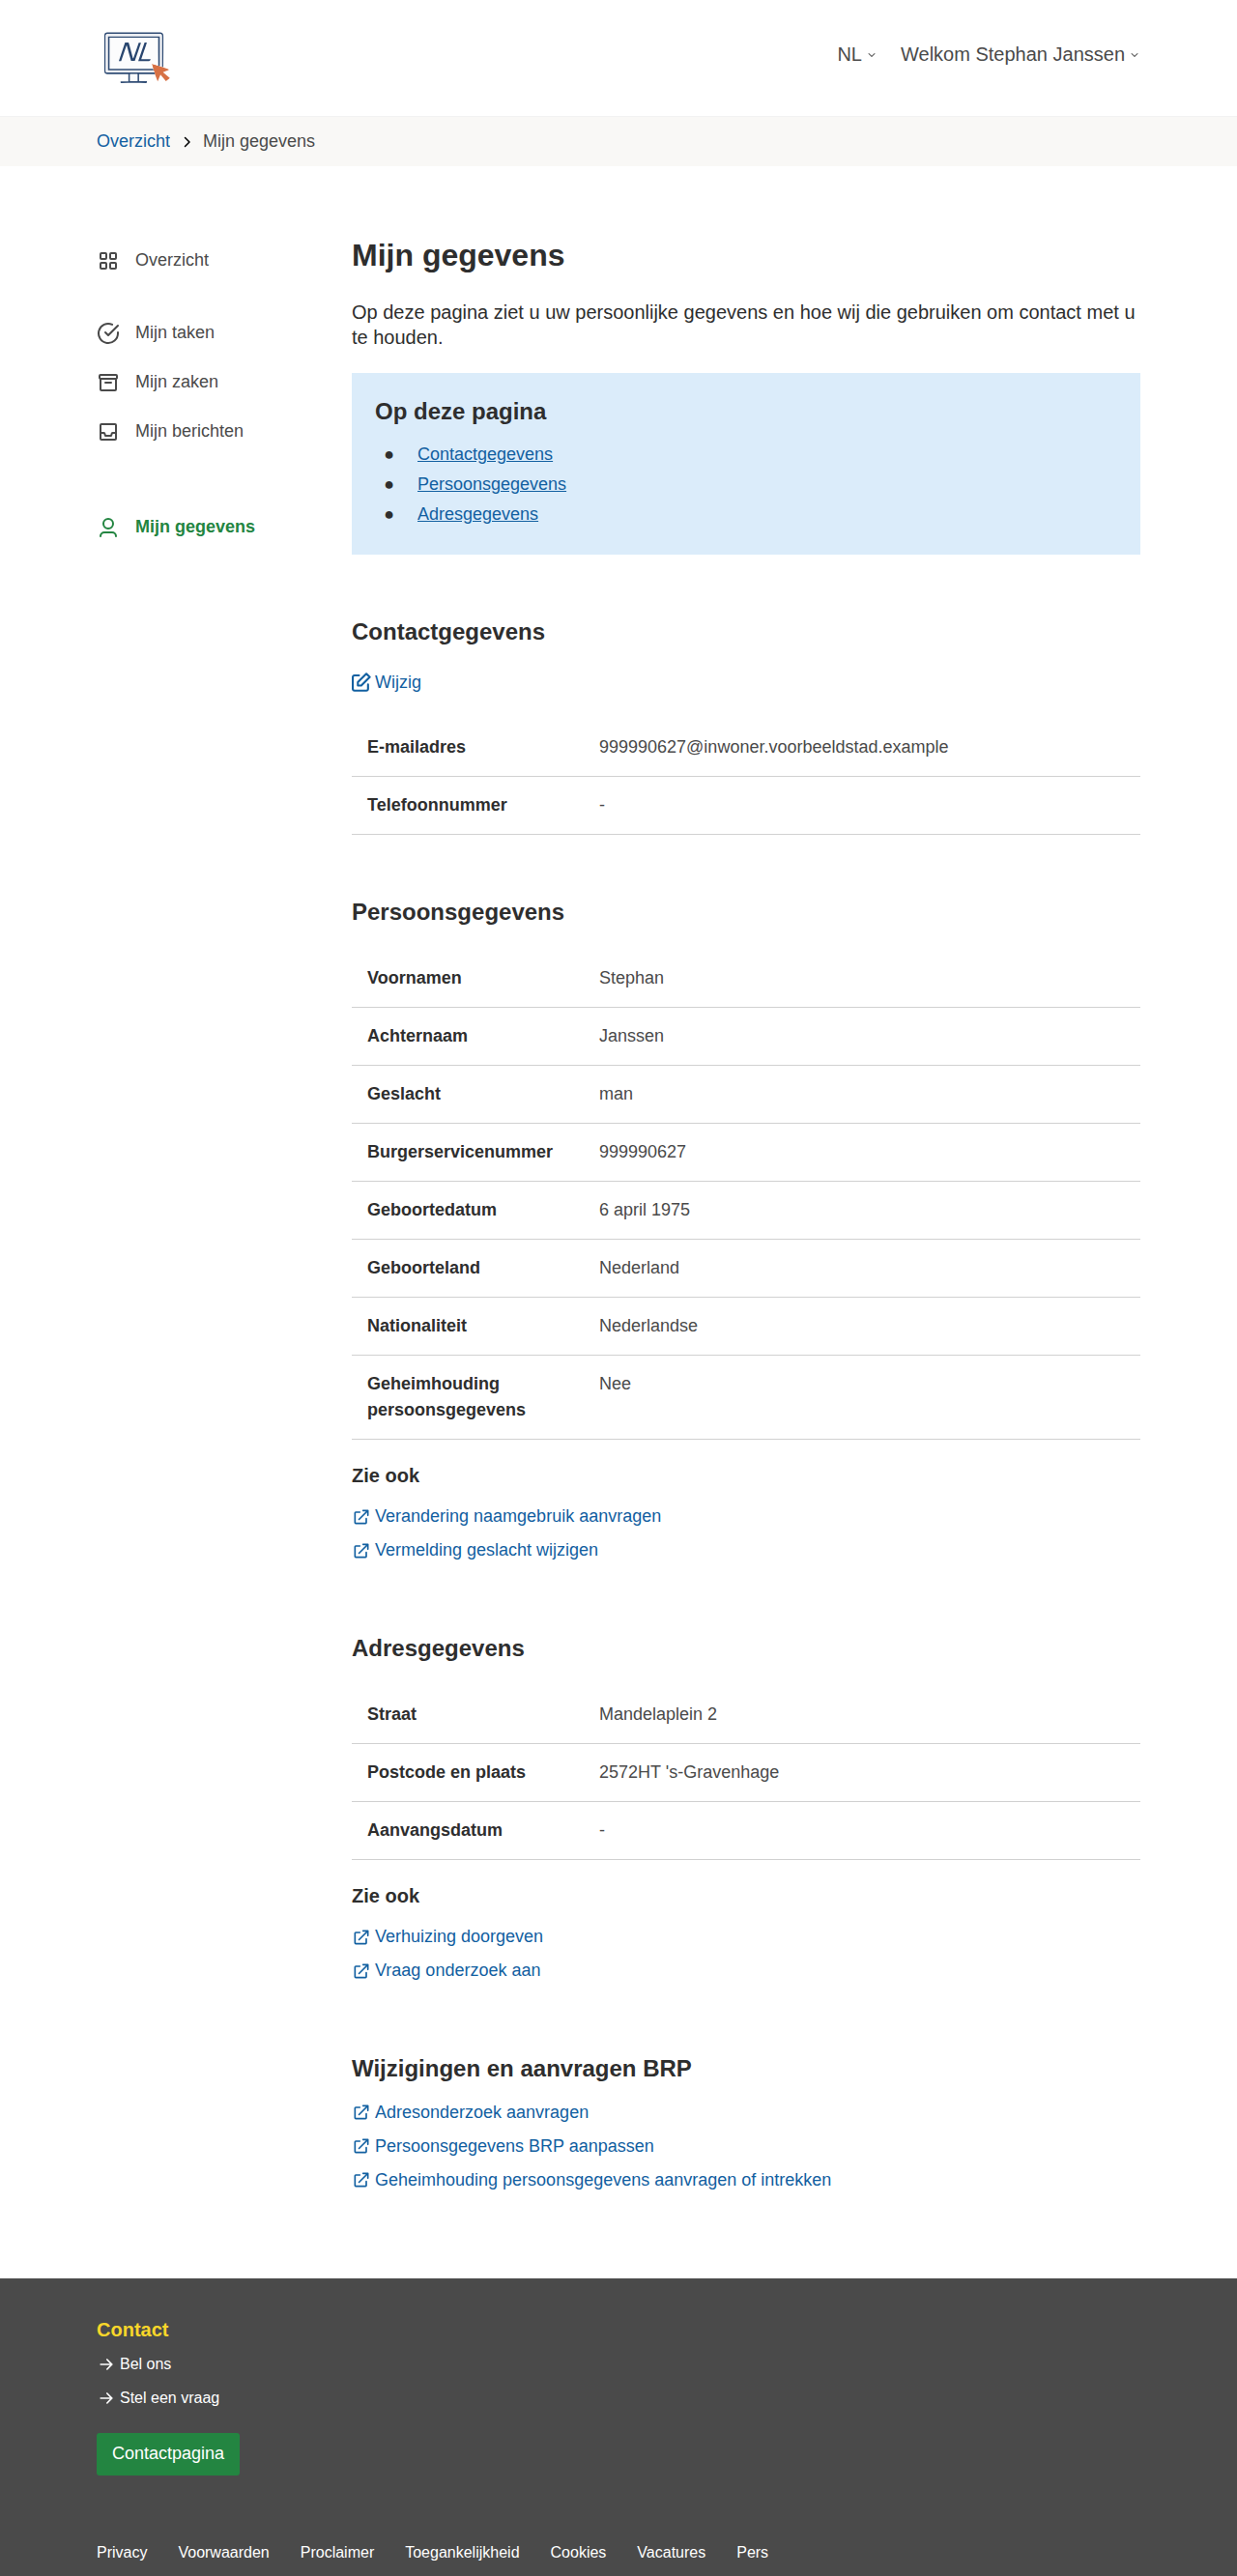 NL
NL
Welkom Stephan Janssen
Overzicht
Mijn gegevens
Overzicht
Mijn taken
Mijn zaken
Mijn berichten
Mijn gegevens
Mijn gegevens
Op deze pagina ziet u uw persoonlijke gegevens en hoe wij die gebruiken om contact met u
te houden.
Op deze pagina
Contactgegevens
Persoonsgegevens
Adresgegevens
Contactgegevens
Wijzig
E-mailadres 999990627@inwoner.voorbeeldstad.example
Telefoonnummer -
Persoonsgegevens
Voornamen Stephan
Achternaam Janssen
Geslacht man
Burgerservicenummer 999990627
Geboortedatum 6 april 1975
Geboorteland Nederland
Nationaliteit Nederlandse
Geheimhouding Nee
persoonsgegevens
Zie ook
Verandering naamgebruik aanvragen
Vermelding geslacht wijzigen
Adresgegevens
Straat Mandelaplein 2
Postcode en plaats 2572HT 's-Gravenhage
Aanvangsdatum -
Zie ook
Verhuizing doorgeven
Vraag onderzoek aan
Wijzigingen en aanvragen BRP
Adresonderzoek aanvragen
Persoonsgegevens BRP aanpassen
Geheimhouding persoonsgegevens aanvragen of intrekken
Contact
Bel ons
Stel een vraag
Contactpagina
Privacy Voorwaarden Proclaimer Toegankelijkheid Cookies Vacatures Pers